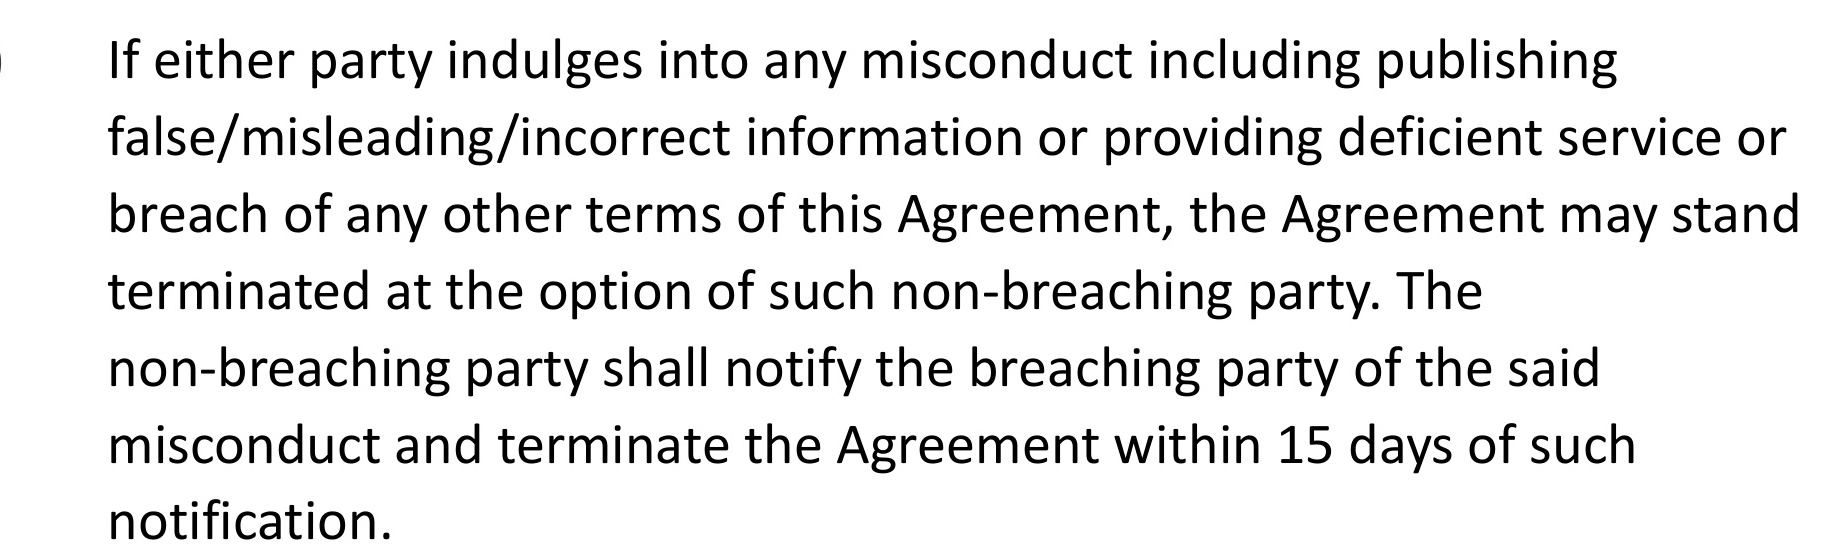 )
If either party indulges into any misconduct including publishing
false/misleading/incorrect information or providing deficient service or
breach of any other terms of this Agreement, the Agreement may stand
terminated at the option of such non-breaching party. The
non-breaching party shall notify the breaching party of the said
misconduct and terminate the Agreement within 15 days of such
notification.